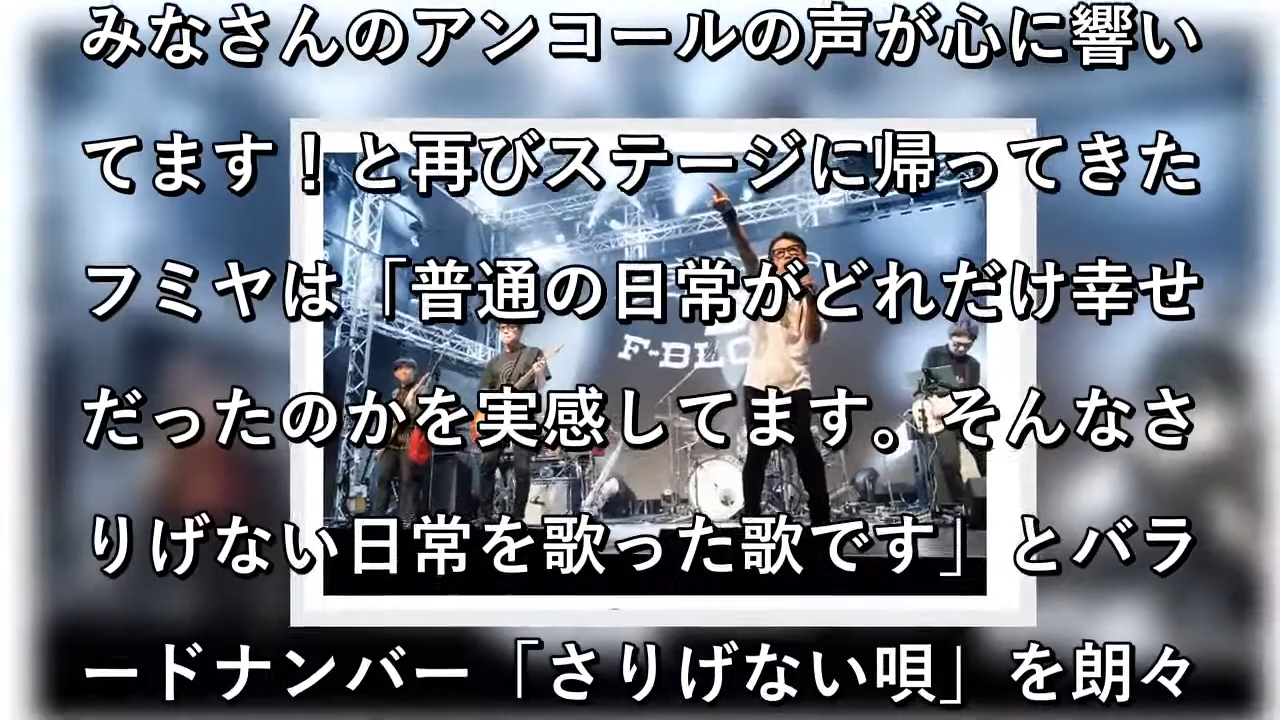 みなさんのアンコールの声が心に響い
てます！と再びステージに帰ってきた
フミヤは「普通の日常がどれだけ幸せ
F-BLO
だったのかを実感してます。そんなさ
りげない日常を歌った歌です」とバラ
ードナンバー「さりげない唄」を朗々